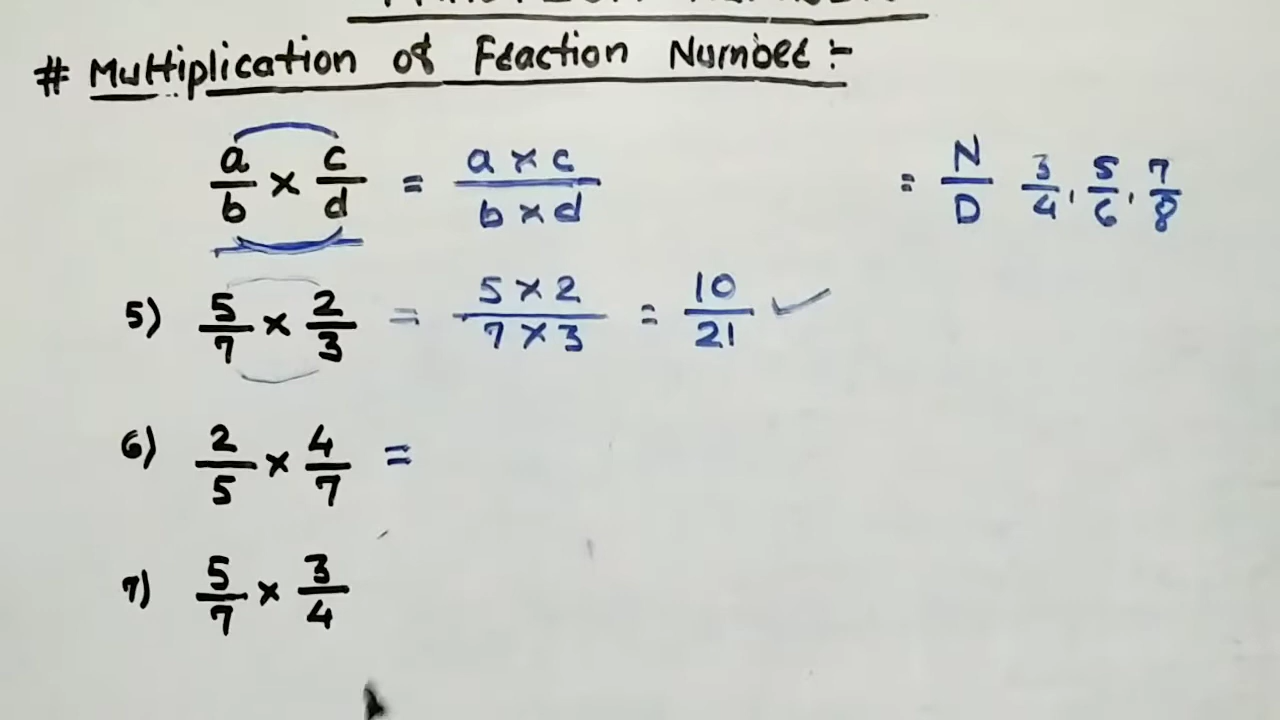 # Multiplication of Fraction Number :-
a/b × c/d = a × c / b × d
= N/D 3/4, 5/6, 7/8
5) 5/7 × 2/3 = 5 × 2 / 7 × 3 = 10/21 ✓
6) 2/5 × 4/7 =
7) 5/7 × 3/4